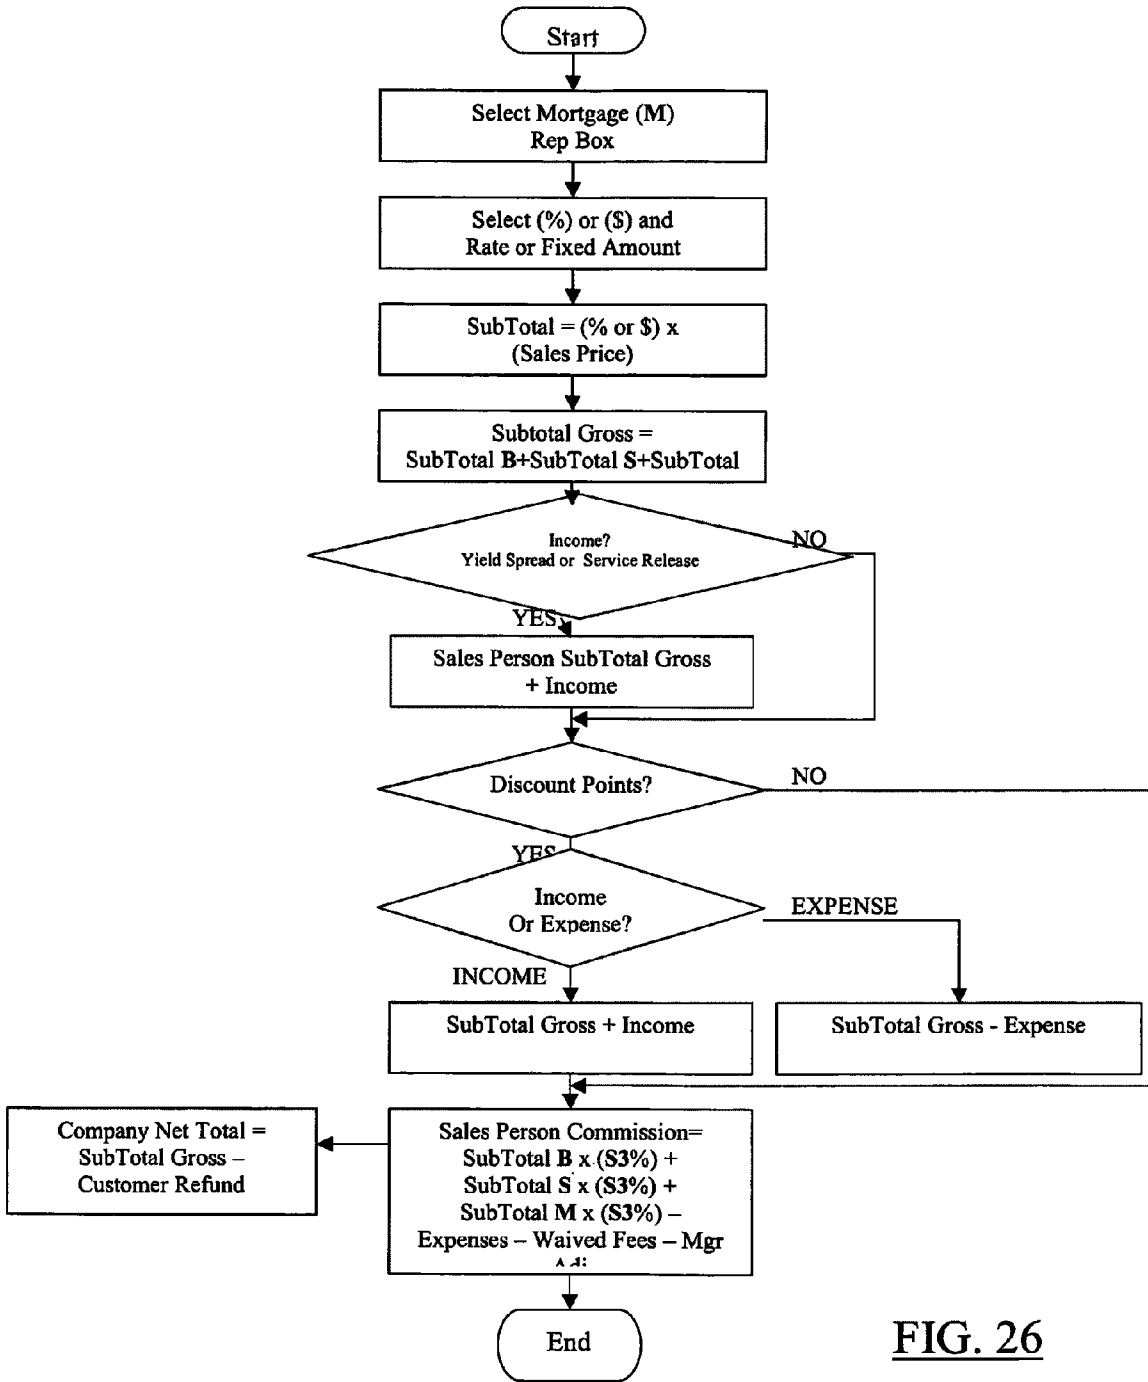 Start
Select Mortgage (M)
Rep Box
Select (%) or ($) and
Rate or Fixed Amount
SubTotal = (% or $) x
(Sales Price)
Subtotal Gross =
SubTotal B+SubTotal S+SubTotal
Income?
Yield Spread or Service Release
NO
YES
Sales Person SubTotal Gross
+ Income
Discount Points?
NO
YES
Income
Or Expense?
EXPENSE
INCOME
SubTotal Gross + Income
SubTotal Gross - Expense
Company Net Total =
SubTotal Gross –
Customer Refund
Sales Person Commission=
SubTotal B x (S3%) +
SubTotal S x (S3%) +
SubTotal M x (S3%) –
Expenses – Waived Fees – Mgr
End
FIG. 26